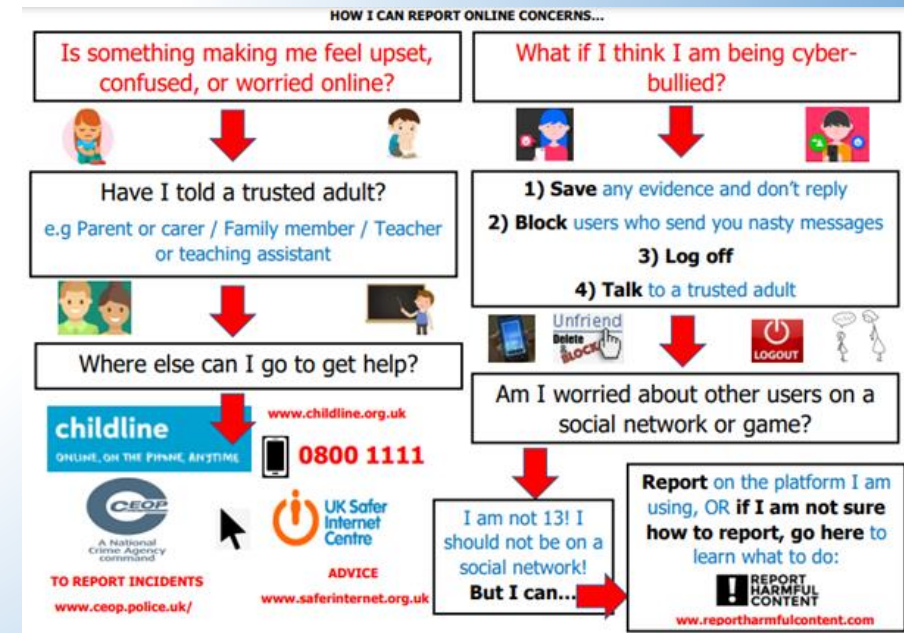 HOW I CAN REPORT ONLINE CONCERNS...
Is something making me feel upset,
confused, or worried online?
Have I told a trusted adult?
e.g Parent or carer / Family member / Teacher
or teaching assistant
Where else can I go to get help?
childline
ONLINE, ON THE PHONE, ANYTIME
www.childline.org.uk
0800 1111
CEOP
A National
Crime Agency
command
UK Safer
Internet
Centre
TO REPORT INCIDENTS
www.ceop.police.uk/
ADVICE
www.saferinternet.org.uk
What if I think I am being cyber-
bullied?
1) Save any evidence and don't reply
2) Block users who send you nasty messages
3) Log off
4) Talk to a trusted adult
Unfriend
Delete
BLOCK
LOGOUT
Am I worried about other users on a
social network or game?
I am not 13! I
should not be on a
social network!
But I can...
Report on the platform I am
using, OR if I am not sure
how to report, go here to
learn what to do:
REPORT
HARMFUL
CONTENT
ww.reportharmfulcontent.com